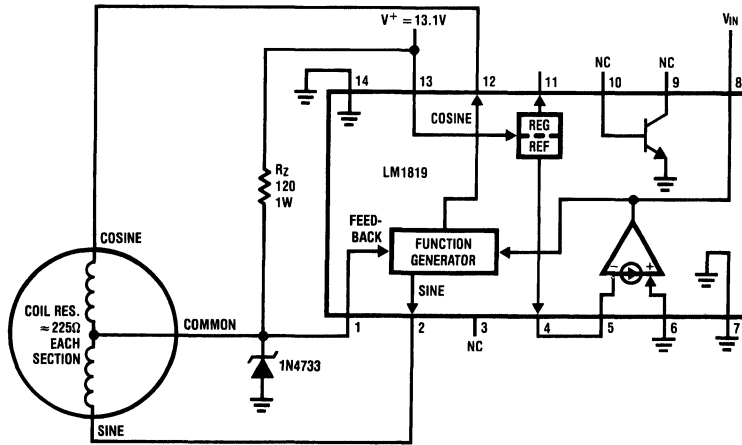 V+ = 13.1V
VIN
14
13
12
11
NC
10
NC
9
8
COSINE
REG
REF
LM1819
RZ
120
1W
FEED-
BACK
FUNCTION
GENERATOR
SINE
- +
COSINE
COIL RES.
≈ 225Ω
EACH
SECTION
COMMON
SINE
1
2
3
NC
4
5
6
7
1N4733